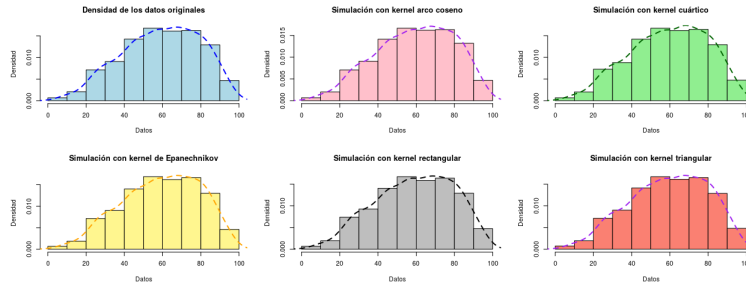 Densidad de los datos originales
Densidad
0.000 0.010
0 20 40 60 80 100
Datos
Simulación con kernel arco coseno
Densidad
0.000 0.005 0.010 0.015
0 20 40 60 80 100
Datos
Simulación con kernel cuártico
Densidad
0.000 0.010
0 20 40 60 80 100
Datos
Simulación con kernel de Epanechnikov
Densidad
0.000 0.010
0 20 40 60 80 100
Datos
Simulación con kernel rectangular
Densidad
0.000 0.010
0 20 40 60 80 100
Datos
Simulación con kernel triangular
Densidad
0.000 0.010
0 20 40 60 80 100
Datos